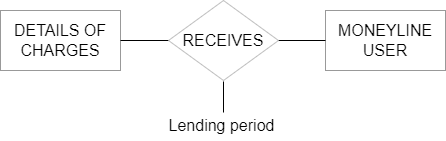 DETAILS OF
CHARGES
RECEIVES
MONEYLINE
USER
Lending period